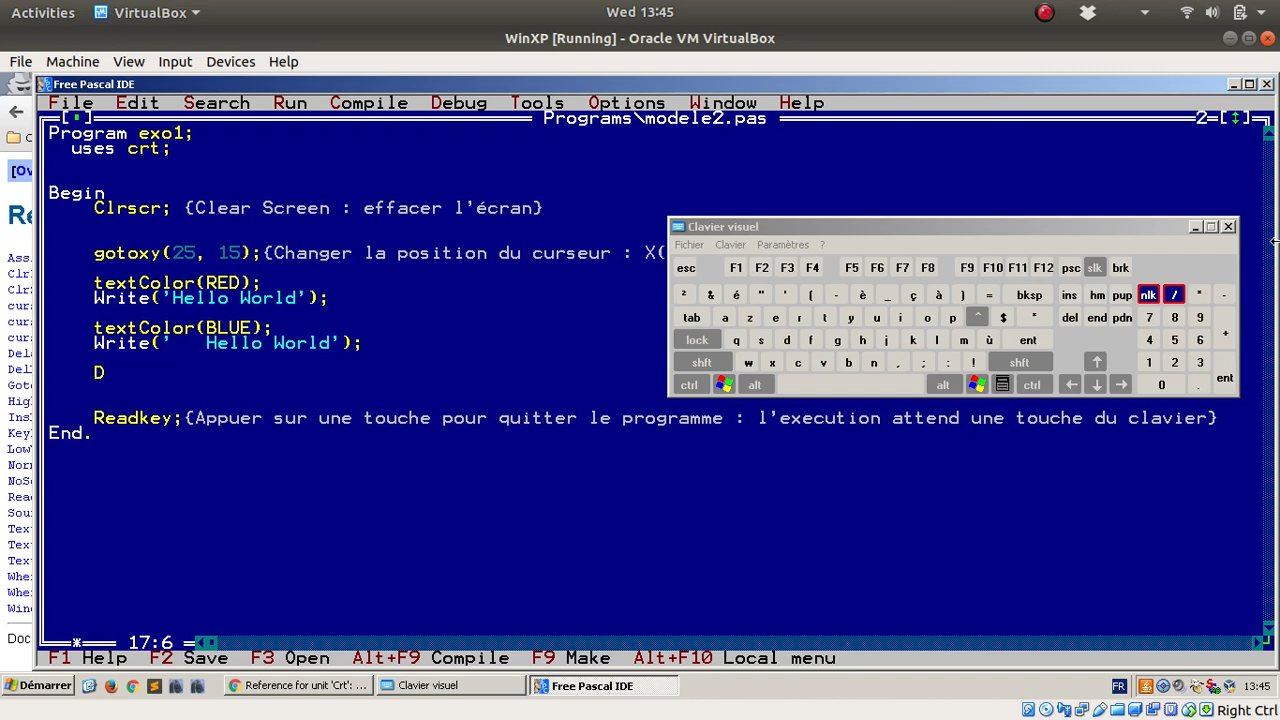 Activities VirtualBox Wed 13:45
WinXP [Running] - Oracle VM VirtualBox
File Machine View Input Devices Help
Free Pascal IDE
File Edit Search Run Compile Debug Tools Options Window Help
Programs\modele2.pas 2
Program exo1;
uses crt;
Begin
Clrscr; {Clear Screen : effacer l'écran}
gotoxy(25, 15);{Changer la position du curseur : X(
textColor(RED);
Write('Hello World');
textColor(BLUE);
Write('   Hello World');
D
Readkey;{Appuer sur une touche pour quitter le programme : l'execution attend une touche du clavier}
End.
17:6
F1 Help F2 Save F3 Open Alt+F9 Compile F9 Make Alt+F10 Local menu
Clavier visuel
Fichier Clavier Paramètres ?
esc F1 F2 F3 F4 F5 F6 F7 F8 F9 F10 F11 F12 psc slk brk
² & é " ' ( - è _ ç à ) = bksp ins hm pup nlk / * -
tab a z e r t y u i o p ^ $ * del end pdn 7 8 9 +
lock q s d f g h j k l m ù ent 4 5 6
shft w x c v b n , ; : ! shft ↑ 1 2 3 ent
ctrl alt alt ctrl ← ↓ → 0 .
[Ov
Re
Doc
Démarrer Reference for unit 'Crt': ... Clavier visuel Free Pascal IDE FR 13:45
Right Ctrl